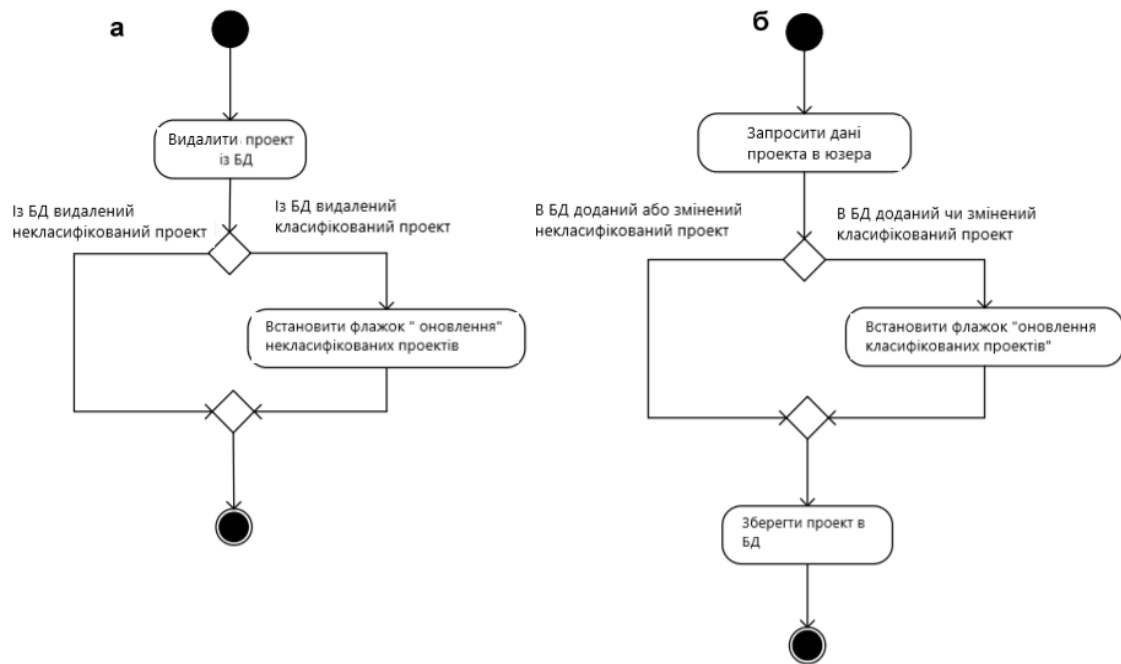 а
Видалити проект
із БД
Із БД видалений
некласифікований проект
Із БД видалений
класифікований проект
Встановити флажок " оновлення"
некласифікованих проектів
б
Запросити дані
проекта в юзера
В БД доданий або змінений
некласифікований проект
В БД доданий чи змінений
класифікований проект
Встановити флажок "оновлення
класифікованих проектів"
Зберегти проект в
БД